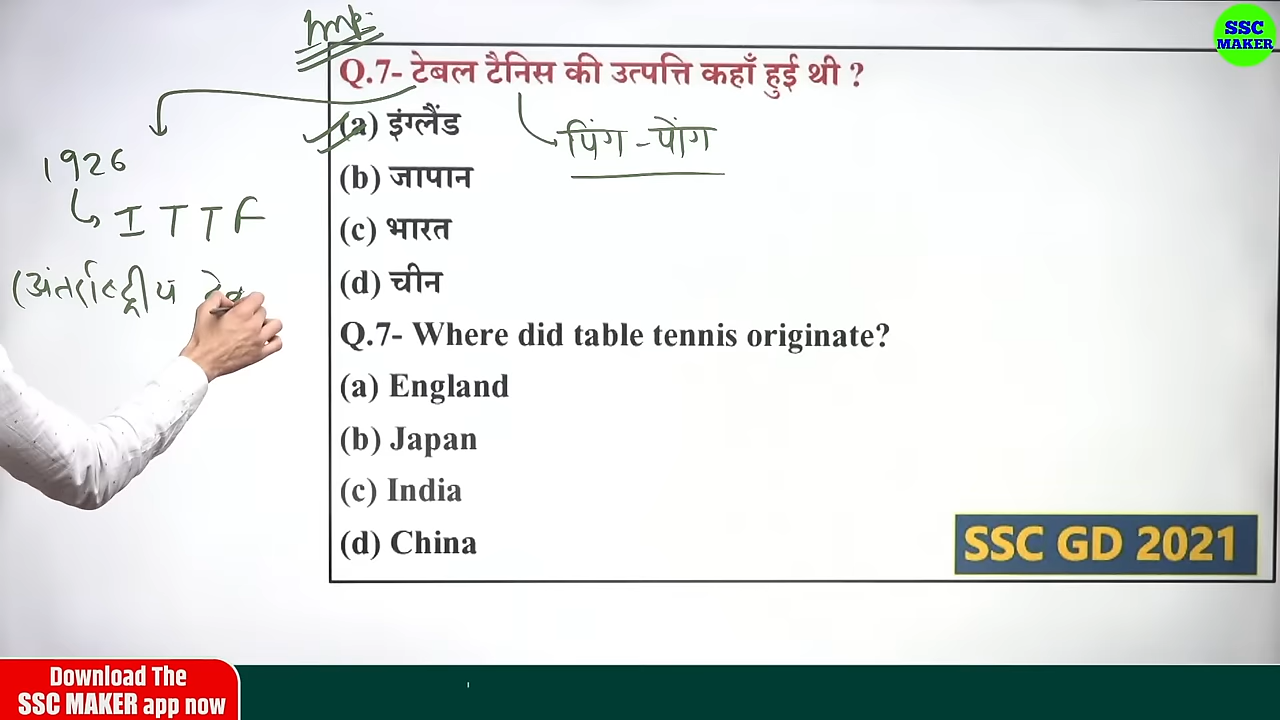 Imp.
SSC
MAKER
Q.7- टेबल टैनिस की उत्पत्ति कहाँ हुई थी ?
(a) इंग्लैंड
पिंग - पोंग
(b) जापान
(c) भारत
(d) चीन
1926
ITTF
(अंतर्राष्ट्रीय
Q.7- Where did table tennis originate?
(a) England
(b) Japan
(c) India
(d) China
SSC GD 2021
Download The
SSC MAKER app now